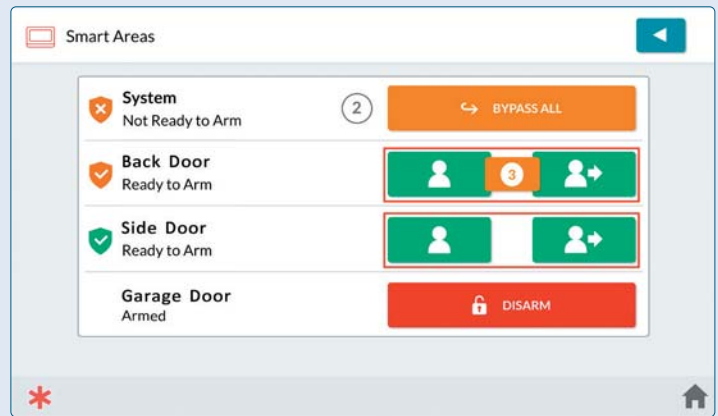 Smart Areas
System
Not Ready to Arm
2
BYPASS ALL
Back Door
Ready to Arm
3
Side Door
Ready to Arm
Garage Door
Armed
DISARM